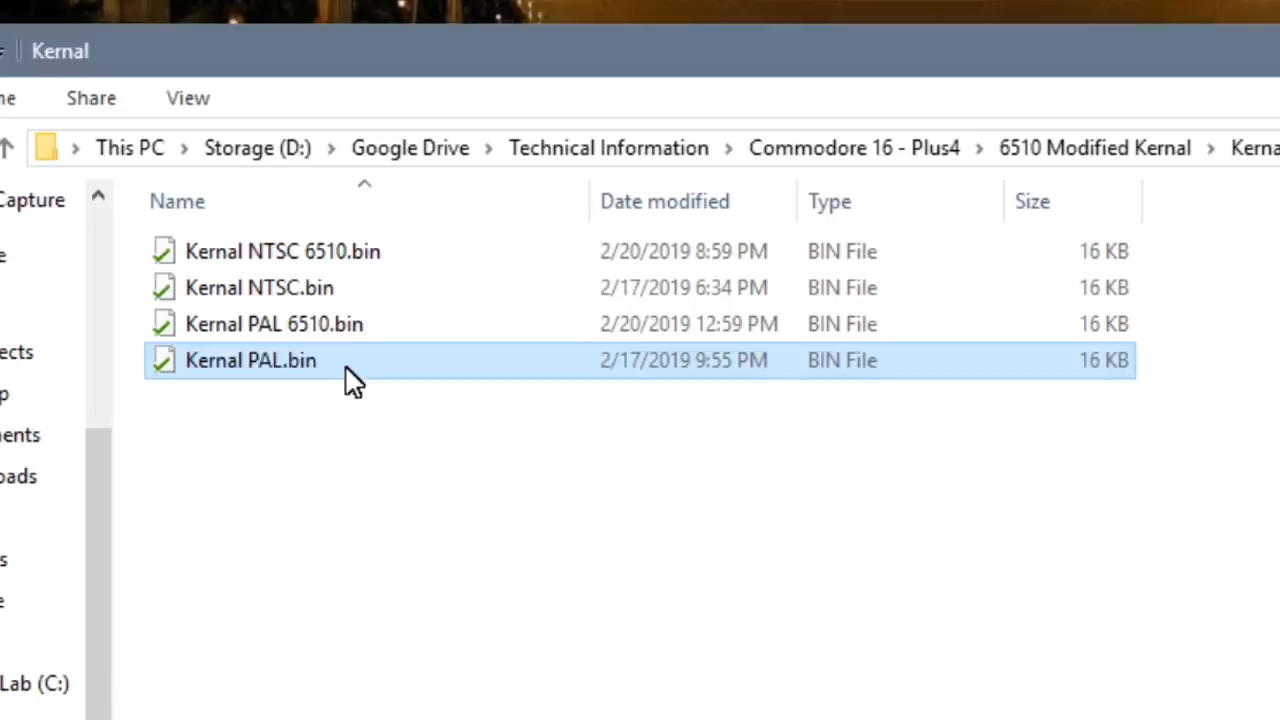 Kernal
Share View
This PC Storage (D:) Google Drive Technical Information Commodore 16 - Plus4 6510 Modified Kernal Kerna
Capture
Name Date modified Type Size
Kernal NTSC 6510.bin 2/20/2019 8:59 PM BIN File 16 KB
Kernal NTSC.bin 2/17/2019 6:34 PM BIN File 16 KB
Kernal PAL 6510.bin 2/20/2019 12:59 PM BIN File 16 KB
ects
Kernal PAL.bin 2/17/2019 9:55 PM BIN File 16 KB
p
ents
oads
s
e
Lab (C:)